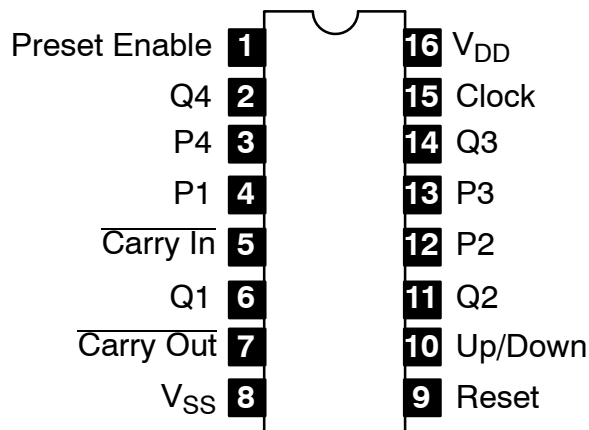 Preset Enable 1 16 VDD
Q4 2 15 Clock
P4 3 14 Q3
P1 4 13 P3
Carry In 5 12 P2
Q1 6 11 Q2
Carry Out 7 10 Up/Down
VSS 8 9 Reset